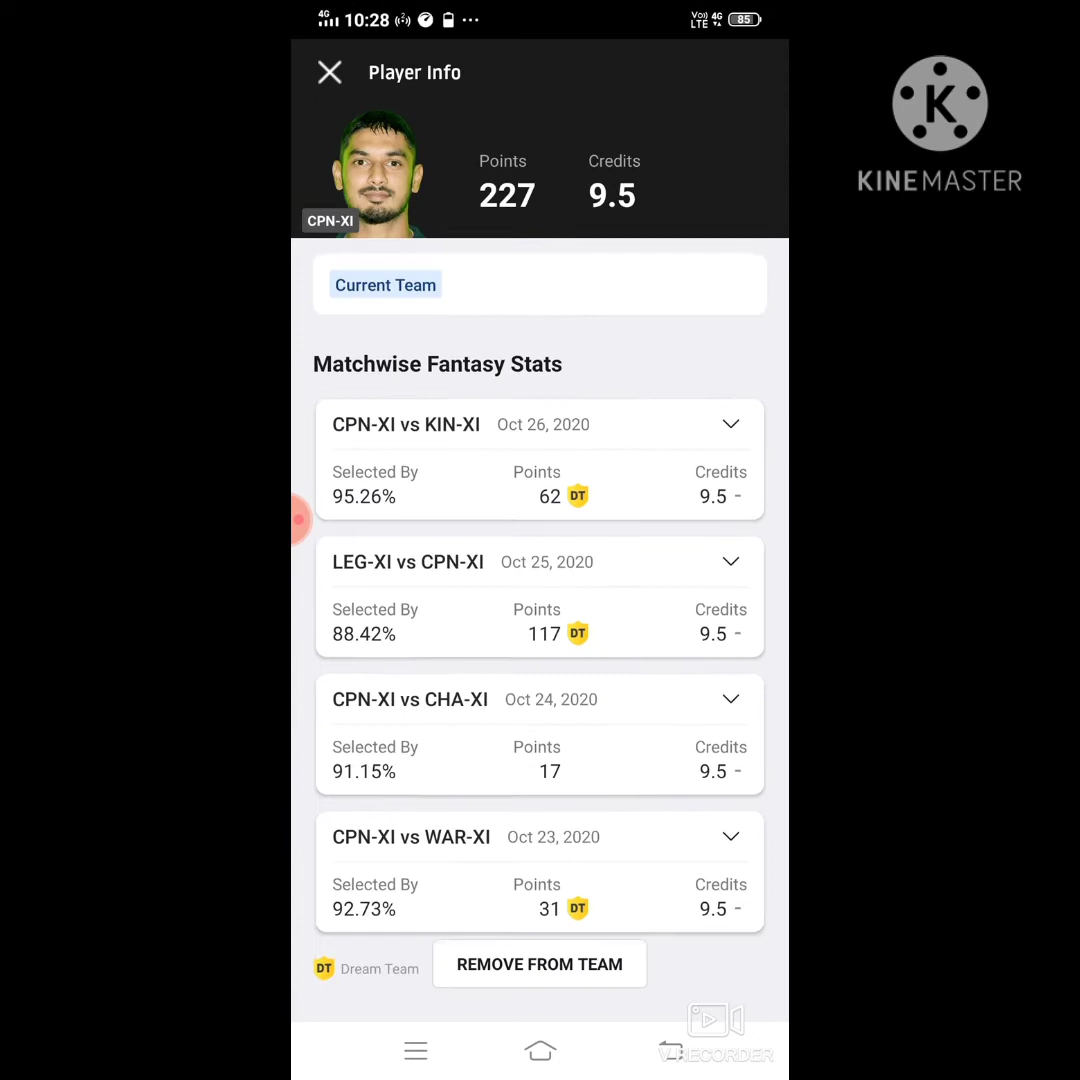 4G 10:28 ... Vo) LTE 4G 85
Player Info
Points Credits
227 9.5
CPN-XI
K
KINEMASTER
Current Team
Matchwise Fantasy Stats
CPN-XI vs KIN-XI Oct 26, 2020
Selected By Points Credits
95.26% 62 DT 9.5 -
LEG-XI vs CPN-XI Oct 25, 2020
Selected By Points Credits
88.42% 117 DT 9.5 -
CPN-XI vs CHA-XI Oct 24, 2020
Selected By Points Credits
91.15% 17 9.5 -
CPN-XI vs WAR-XI Oct 23, 2020
Selected By Points Credits
92.73% 31 DT 9.5 -
DT Dream Team REMOVE FROM TEAM
V RECORDER